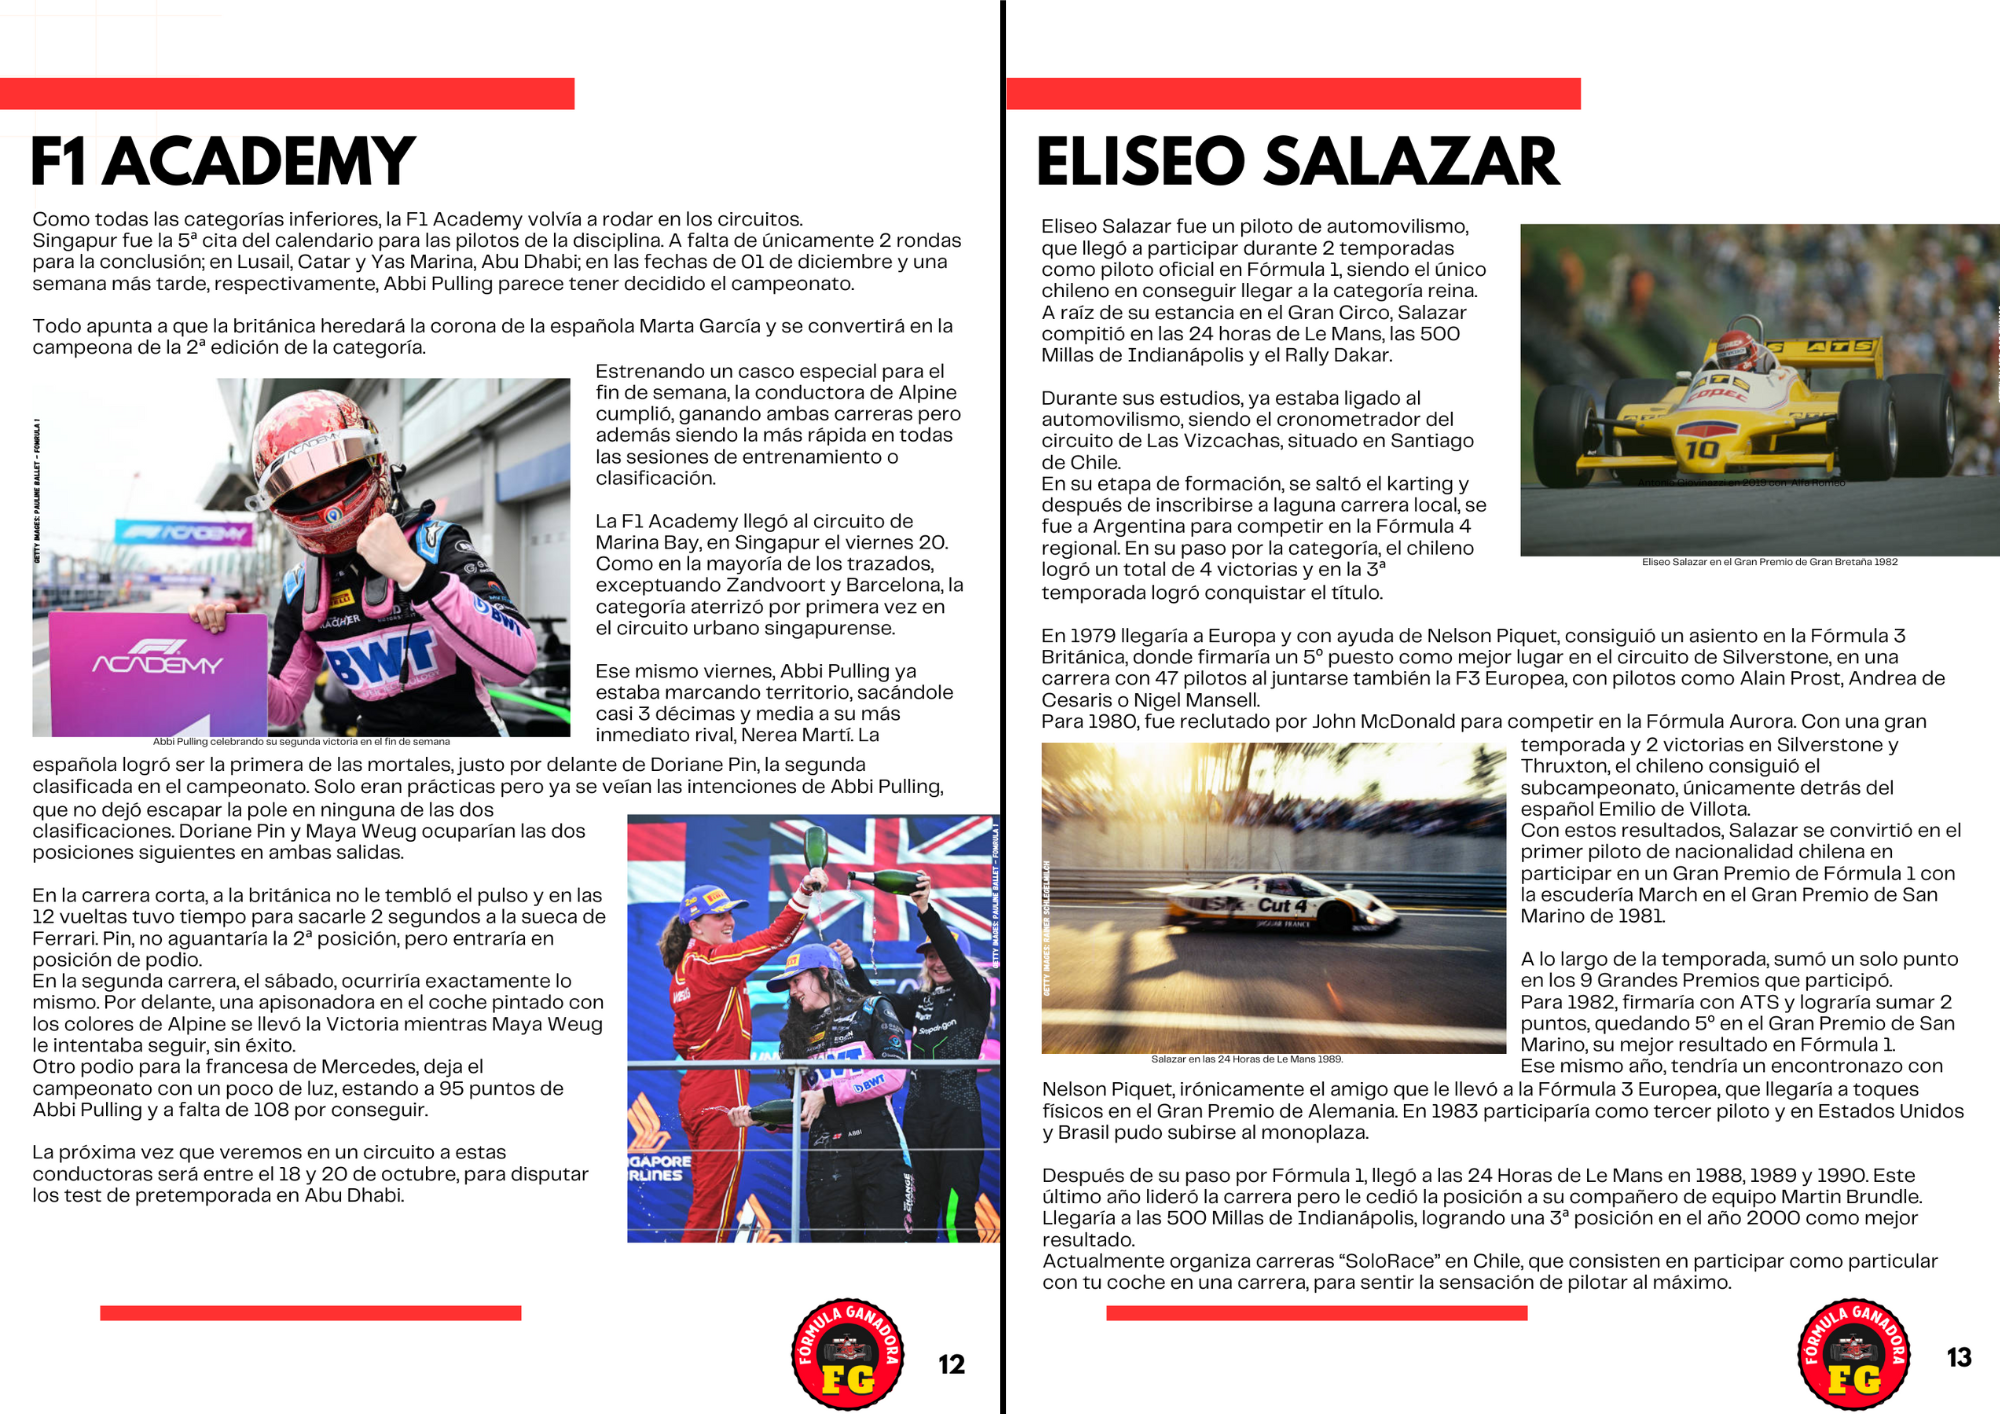 F1 ACADEMY
Como todas las categorías inferiores, la F1 Academy volvía a rodar en los circuitos.
Singapur fue la 5ª cita del calendario para las pilotos de la disciplina. A falta de únicamente 2 rondas
para la conclusión; en Lusail, Catar y Yas Marina, Abu Dhabi; en las fechas de 01 de diciembre y una
semana más tarde, respectivamente, Abbi Pulling parece tener decidido el campeonato.
Todo apunta a que la británica heredará la corona de la española Marta García y se convertirá en la
campeona de la 2ª edición de la categoría.
GETTY IMAGES: PAULINE BALLET - FOMRULA 1
F1 ACADEMY
F1 ACADEMY
BWT
Abbi Pulling celebrando su segunda victoria en el fin de semana
Estrenando un casco especial para el
fin de semana, la conductora de Alpine
cumplió, ganando ambas carreras pero
además siendo la más rápida en todas
las sesiones de entrenamiento o
clasificación.
La F1 Academy llegó al circuito de
Marina Bay, en Singapur el viernes 20.
Como en la mayoría de los trazados,
exceptuando Zandvoort y Barcelona, la
categoría aterrizó por primera vez en
el circuito urbano singapurense.
Ese mismo viernes, Abbi Pulling ya
estaba marcando territorio, sacándole
casi 3 décimas y media a su más
inmediato rival, Nerea Martí. La
española logró ser la primera de las mortales, justo por delante de Doriane Pin, la segunda
clasificada en el campeonato. Solo eran prácticas pero ya se veían las intenciones de Abbi Pulling,
que no dejó escapar la pole en ninguna de las dos
clasificaciones. Doriane Pin y Maya Weug ocuparían las dos
posiciones siguientes en ambas salidas.
En la carrera corta, a la británica no le tembló el pulso y en las
12 vueltas tuvo tiempo para sacarle 2 segundos a la sueca de
Ferrari. Pin, no aguantaría la 2ª posición, pero entraría en
posición de podio.
En la segunda carrera, el sábado, ocurriría exactamente lo
mismo. Por delante, una apisonadora en el coche pintado con
los colores de Alpine se llevó la Victoria mientras Maya Weug
le intentaba seguir, sin éxito.
Otro podio para la francesa de Mercedes, deja el
campeonato con un poco de luz, estando a 95 puntos de
Abbi Pulling y a falta de 108 por conseguir.
La próxima vez que veremos en un circuito a estas
conductoras será entre el 18 y 20 de octubre, para disputar
los test de pretemporada en Abu Dhabi.
GETTY IMAGES: PAULINE BALLET - FOMRULA 1
Snapdragon
BWT
BWT
ABBI
GAPORE
RLINES
FÓRMULA GANADORA
FG
12
ELISEO SALAZAR
Eliseo Salazar fue un piloto de automovilismo,
que llegó a participar durante 2 temporadas
como piloto oficial en Fórmula 1, siendo el único
chileno en conseguir llegar a la categoría reina.
A raíz de su estancia en el Gran Circo, Salazar
compitió en las 24 horas de Le Mans, las 500
Millas de Indianápolis y el Rally Dakar.
Durante sus estudios, ya estaba ligado al
automovilismo, siendo el cronometrador del
circuito de Las Vizcachas, situado en Santiago
de Chile.
En su etapa de formación, se saltó el karting y
después de inscribirse a laguna carrera local, se
fue a Argentina para competir en la Fórmula 4
regional. En su paso por la categoría, el chileno
logró un total de 4 victorias y en la 3ª
temporada logró conquistar el título.
ATS
ATS
copec
10
Antonio Giovinazzi en 2019 con Alfa Romeo
Eliseo Salazar en el Gran Premio de Gran Bretaña 1982
En 1979 llegaría a Europa y con ayuda de Nelson Piquet, consiguió un asiento en la Fórmula 3
Británica, donde firmaría un 5º puesto como mejor lugar en el circuito de Silverstone, en una
carrera con 47 pilotos al juntarse también la F3 Europea, con pilotos como Alain Prost, Andrea de
Cesaris o Nigel Mansell.
Para 1980, fue reclutado por John McDonald para competir en la Fórmula Aurora. Con una gran
temporada y 2 victorias en Silverstone y
Thruxton, el chileno consiguió el
subcampeonato, únicamente detrás del
español Emilio de Villota.
Con estos resultados, Salazar se convirtió en el
primer piloto de nacionalidad chilena en
participar en un Gran Premio de Fórmula 1 con
la escudería March en el Gran Premio de San
Marino de 1981.
GETTY IMAGES: RAINER SCHLEGELMILCH
Silk Cut 4
JAGUAR FRANCE
Salazar en las 24 Horas de Le Mans 1989.
A lo largo de la temporada, sumó un solo punto
en los 9 Grandes Premios que participó.
Para 1982, firmaría con ATS y lograría sumar 2
puntos, quedando 5º en el Gran Premio de San
Marino, su mejor resultado en Fórmula 1.
Ese mismo año, tendría un encontronazo con
Nelson Piquet, irónicamente el amigo que le llevó a la Fórmula 3 Europea, que llegaría a toques
físicos en el Gran Premio de Alemania. En 1983 participaría como tercer piloto y en Estados Unidos
y Brasil pudo subirse al monoplaza.
Después de su paso por Fórmula 1, llegó a las 24 Horas de Le Mans en 1988, 1989 y 1990. Este
último año lideró la carrera pero le cedió la posición a su compañero de equipo Martin Brundle.
Llegaría a las 500 Millas de Indianápolis, logrando una 3ª posición en el año 2000 como mejor
resultado.
Actualmente organiza carreras “SoloRace” en Chile, que consisten en participar como particular
con tu coche en una carrera, para sentir la sensación de pilotar al máximo.
FÓRMULA GANADORA
FG
13